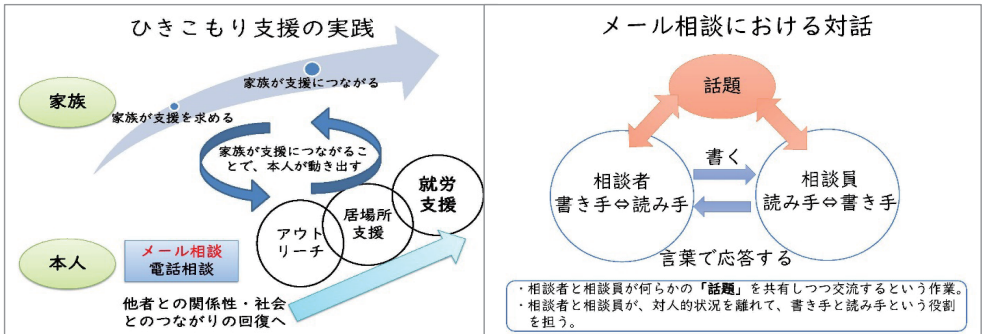 ひきこもり支援の実践
家族
家族が支援を求める
家族が支援につながる
家族が支援につながるこ
とで、本人が動き出す
アウト
リーチ
居場所
支援
就労
支援
本人
メール相談
電話相談
他者との関係性・社会
とのつながりの回復へ
メール相談における対話
話題
相談者
書き手⇔読み手
書く
相談員
読み手⇔書き手
言葉で応答する
・相談者と相談員が何らかの「話題」を共有しつつ交流するという作業。
・相談者と相談員が、対人的状況を離れて、書き手と読み手という役割
を担う。